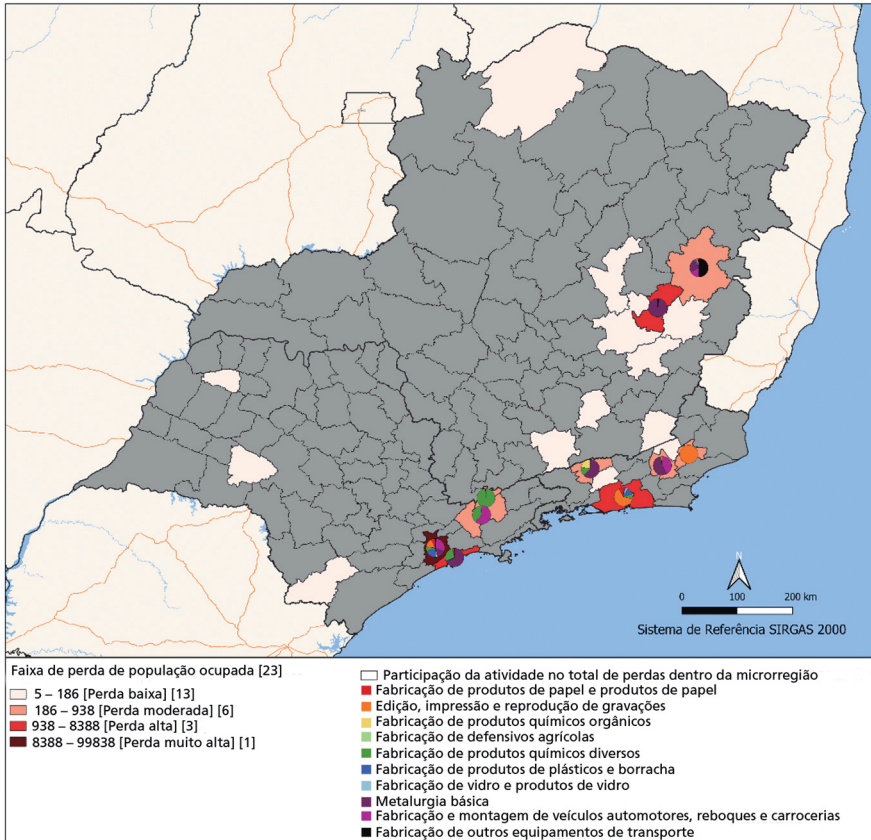 N
0 100 200 km
Sistema de Referência SIRGAS 2000
Faixa de perda de população ocupada [23]
5 – 186 [Perda baixa] [13]
186 – 938 [Perda moderada] [6]
938 – 8388 [Perda alta] [3]
8388 – 99838 [Perda muito alta] [1]
Participação da atividade no total de perdas dentro da microrregião
Fabricação de produtos de papel e produtos de papel
Edição, impressão e reprodução de gravações
Fabricação de produtos químicos orgânicos
Fabricação de defensivos agrícolas
Fabricação de produtos químicos diversos
Fabricação de produtos de plásticos e borracha
Fabricação de vidro e produtos de vidro
Metalurgia básica
Fabricação e montagem de veículos automotores, reboques e carrocerias
Fabricação de outros equipamentos de transporte